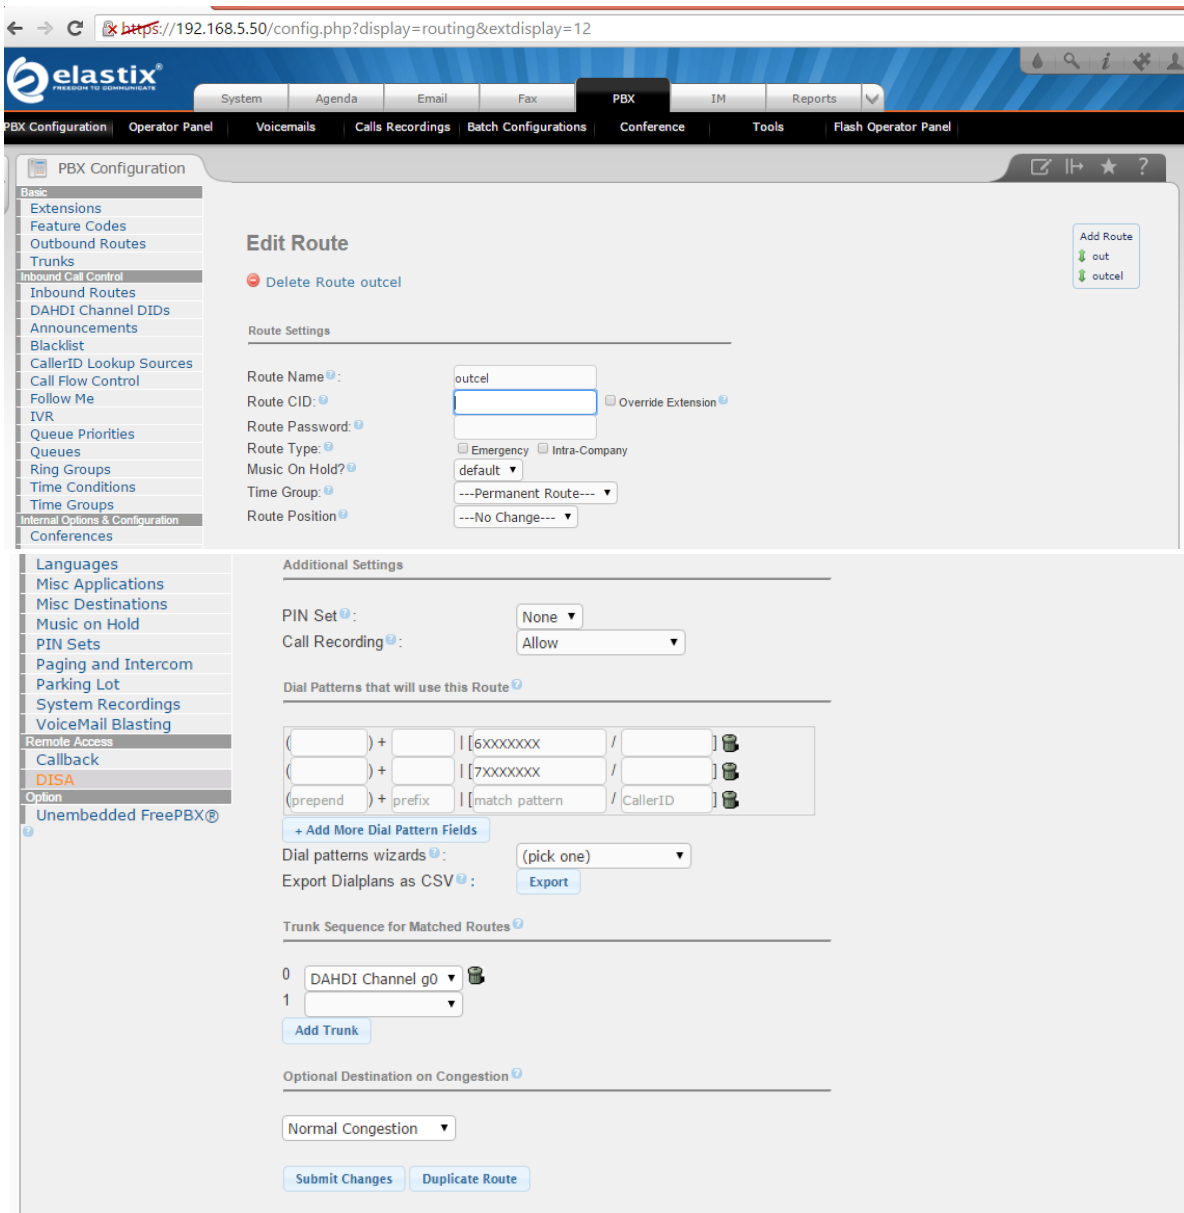 https://192.168.5.50/config.php?display=routing&extdisplay=12
elastix®
FREEDOM TO COMMUNICATE
System Agenda Email Fax PBX IM Reports
PBX Configuration Operator Panel Voicemails Calls Recordings Batch Configurations Conference Tools Flash Operator Panel
PBX Configuration
Basic
Extensions
Feature Codes
Outbound Routes
Trunks
Inbound Call Control
Inbound Routes
DAHDI Channel DIDs
Announcements
Blacklist
CallerID Lookup Sources
Call Flow Control
Follow Me
IVR
Queue Priorities
Queues
Ring Groups
Time Conditions
Time Groups
Internal Options & Configuration
Conferences
Languages
Misc Applications
Misc Destinations
Music on Hold
PIN Sets
Paging and Intercom
Parking Lot
System Recordings
VoiceMail Blasting
Remote Access
Callback
DISA
Option
Unembedded FreePBX®
Edit Route
Delete Route outcel
Add Route
out
outcel
Route Settings
Route Name: outcel
Route CID: Override Extension
Route Password:
Route Type: Emergency Intra-Company
Music On Hold? default
Time Group: ---Permanent Route---
Route Position ---No Change---
Additional Settings
PIN Set: None
Call Recording: Allow
Dial Patterns that will use this Route
( ) + | [6XXXXXXX / ]
( ) + | [7XXXXXXX / ]
(prepend ) + prefix | [match pattern / CallerID ]
+ Add More Dial Pattern Fields
Dial patterns wizards: (pick one)
Export Dialplans as CSV: Export
Trunk Sequence for Matched Routes
0 DAHDI Channel g0
1
Add Trunk
Optional Destination on Congestion
Normal Congestion
Submit Changes Duplicate Route